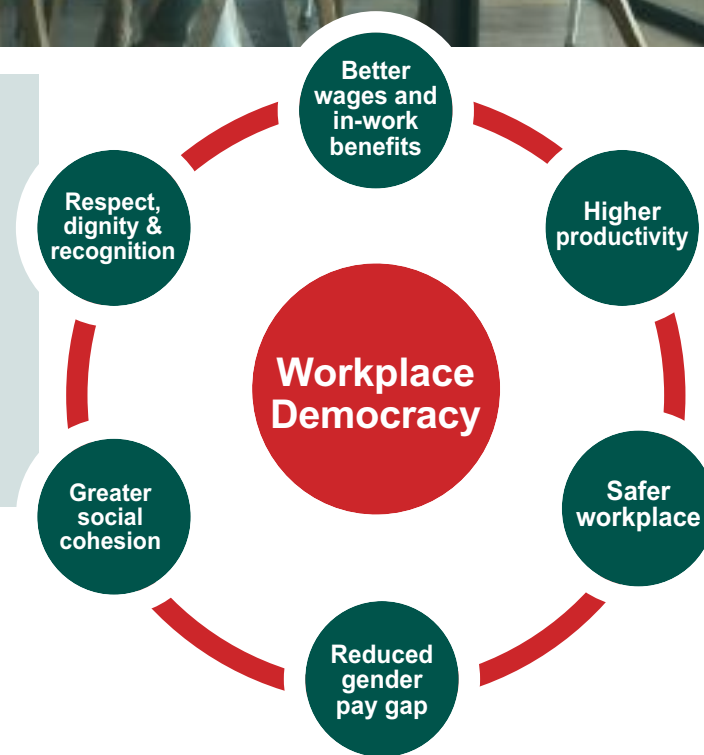 Better
wages and
in-work
benefits
Higher
productivity
Safer
workplace
Reduced
gender
pay gap
Greater
social
cohesion
Respect,
dignity &
recognition
Workplace
Democracy